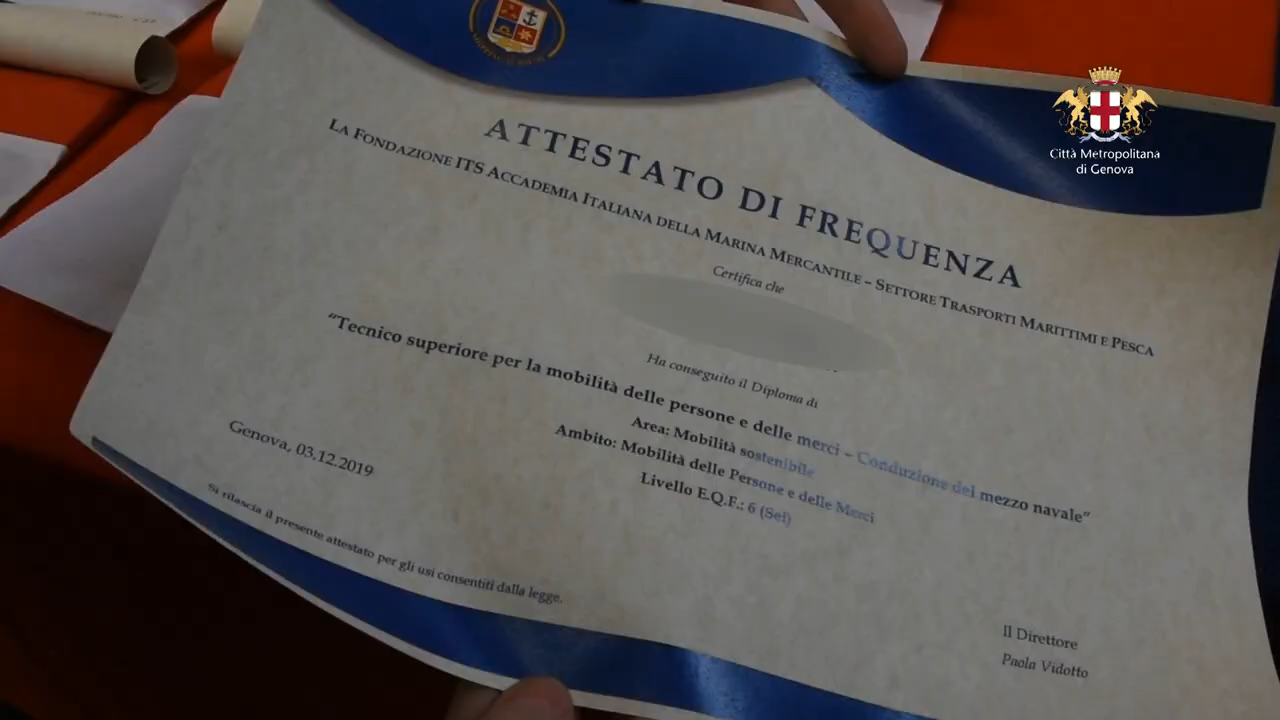 ATTESTATO DI FREQUENZA
LA FONDAZIONE ITS ACCADEMIA ITALIANA DELLA MARINA MERCANTILE – SETTORE TRASPORTI MARITTIMI E PESCA
Certifica che
Ha conseguito il Diploma di
“Tecnico superiore per la mobilità delle persone e delle merci – Conduzione del mezzo navale”
Area: Mobilità sostenibile
Ambito: Mobilità delle Persone e delle Merci
Livello E.Q.F.: 6 (Sei)
Genova, 03.12.2019
Si rilascia il presente attestato per gli usi consentiti dalla legge.
Il Direttore
Paola Vidotto
Città Metropolitana
di Genova